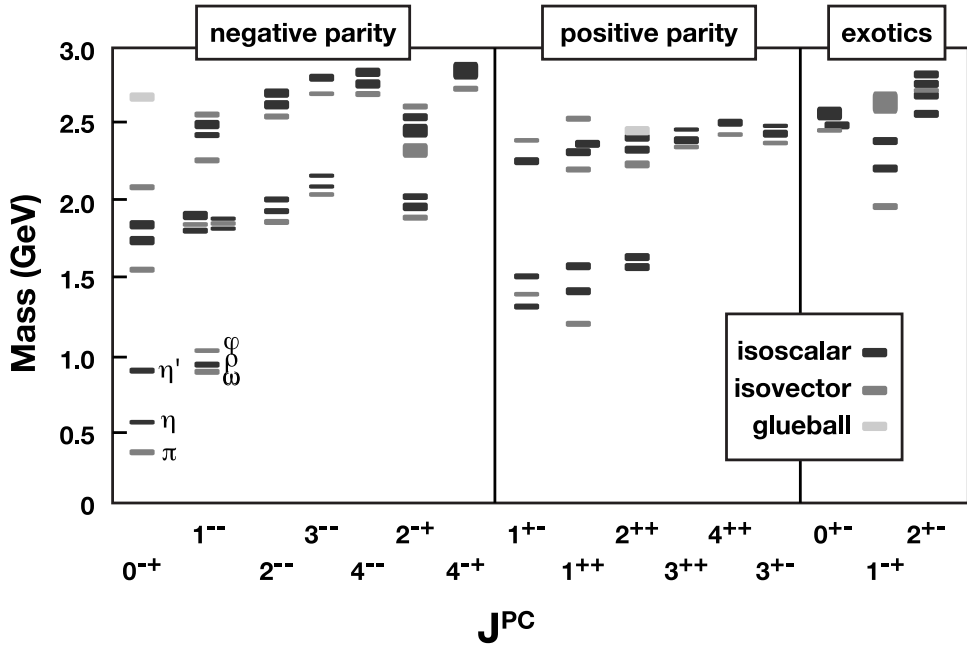 negative parity
positive parity
exotics
3.0
2.5
2.0
1.5
1.0
0.5
0
Mass (GeV)
η'
η
π
φ
ρ
ω
isoscalar
isovector
glueball
1⁻⁻ 3⁻⁻ 2⁻⁺ 1⁺⁻ 2⁺⁺ 4⁺⁺ 0⁺⁻ 2⁺⁻
0⁻⁺ 2⁻⁻ 4⁻⁻ 4⁻⁺ 1⁺⁺ 3⁺⁺ 3⁺⁻ 1⁻⁺
Jᴾꟲ